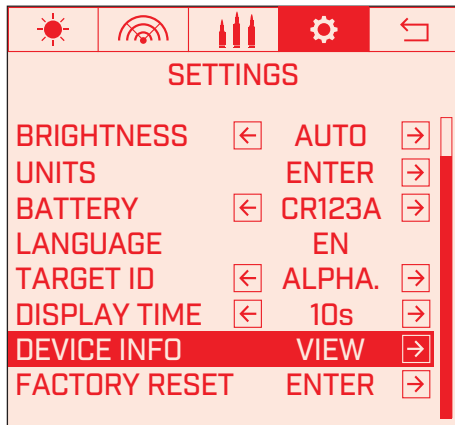 SETTINGS
BRIGHTNESS ← AUTO →
UNITS ENTER →
BATTERY ← CR123A →
LANGUAGE EN
TARGET ID ← ALPHA. →
DISPLAY TIME ← 10s →
DEVICE INFO VIEW →
FACTORY RESET ENTER →